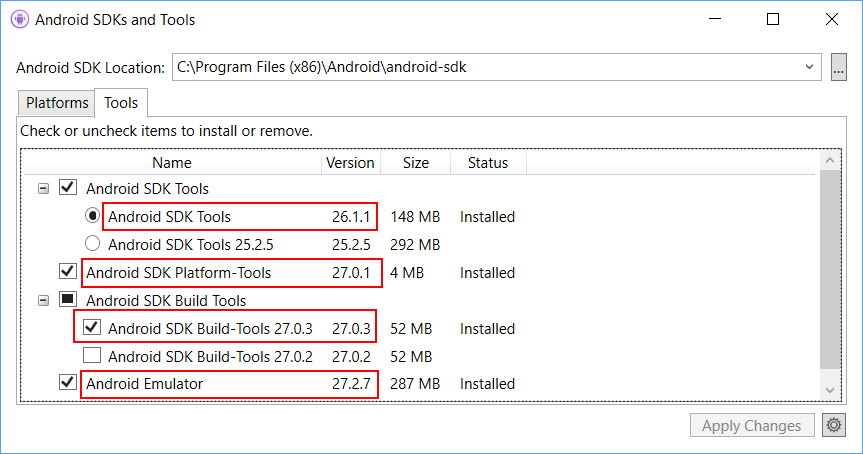 Android SDKs and Tools
Android SDK Location: C:\Program Files (x86)\Android\android-sdk ...
Platforms Tools
Check or uncheck items to install or remove.
Name Version Size Status
Android SDK Tools
Android SDK Tools 26.1.1 148 MB Installed
Android SDK Tools 25.2.5 25.2.5 292 MB
Android SDK Platform-Tools 27.0.1 4 MB Installed
Android SDK Build Tools
Android SDK Build-Tools 27.0.3 27.0.3 52 MB Installed
Android SDK Build-Tools 27.0.2 27.0.2 52 MB
Android Emulator 27.2.7 287 MB Installed
Apply Changes